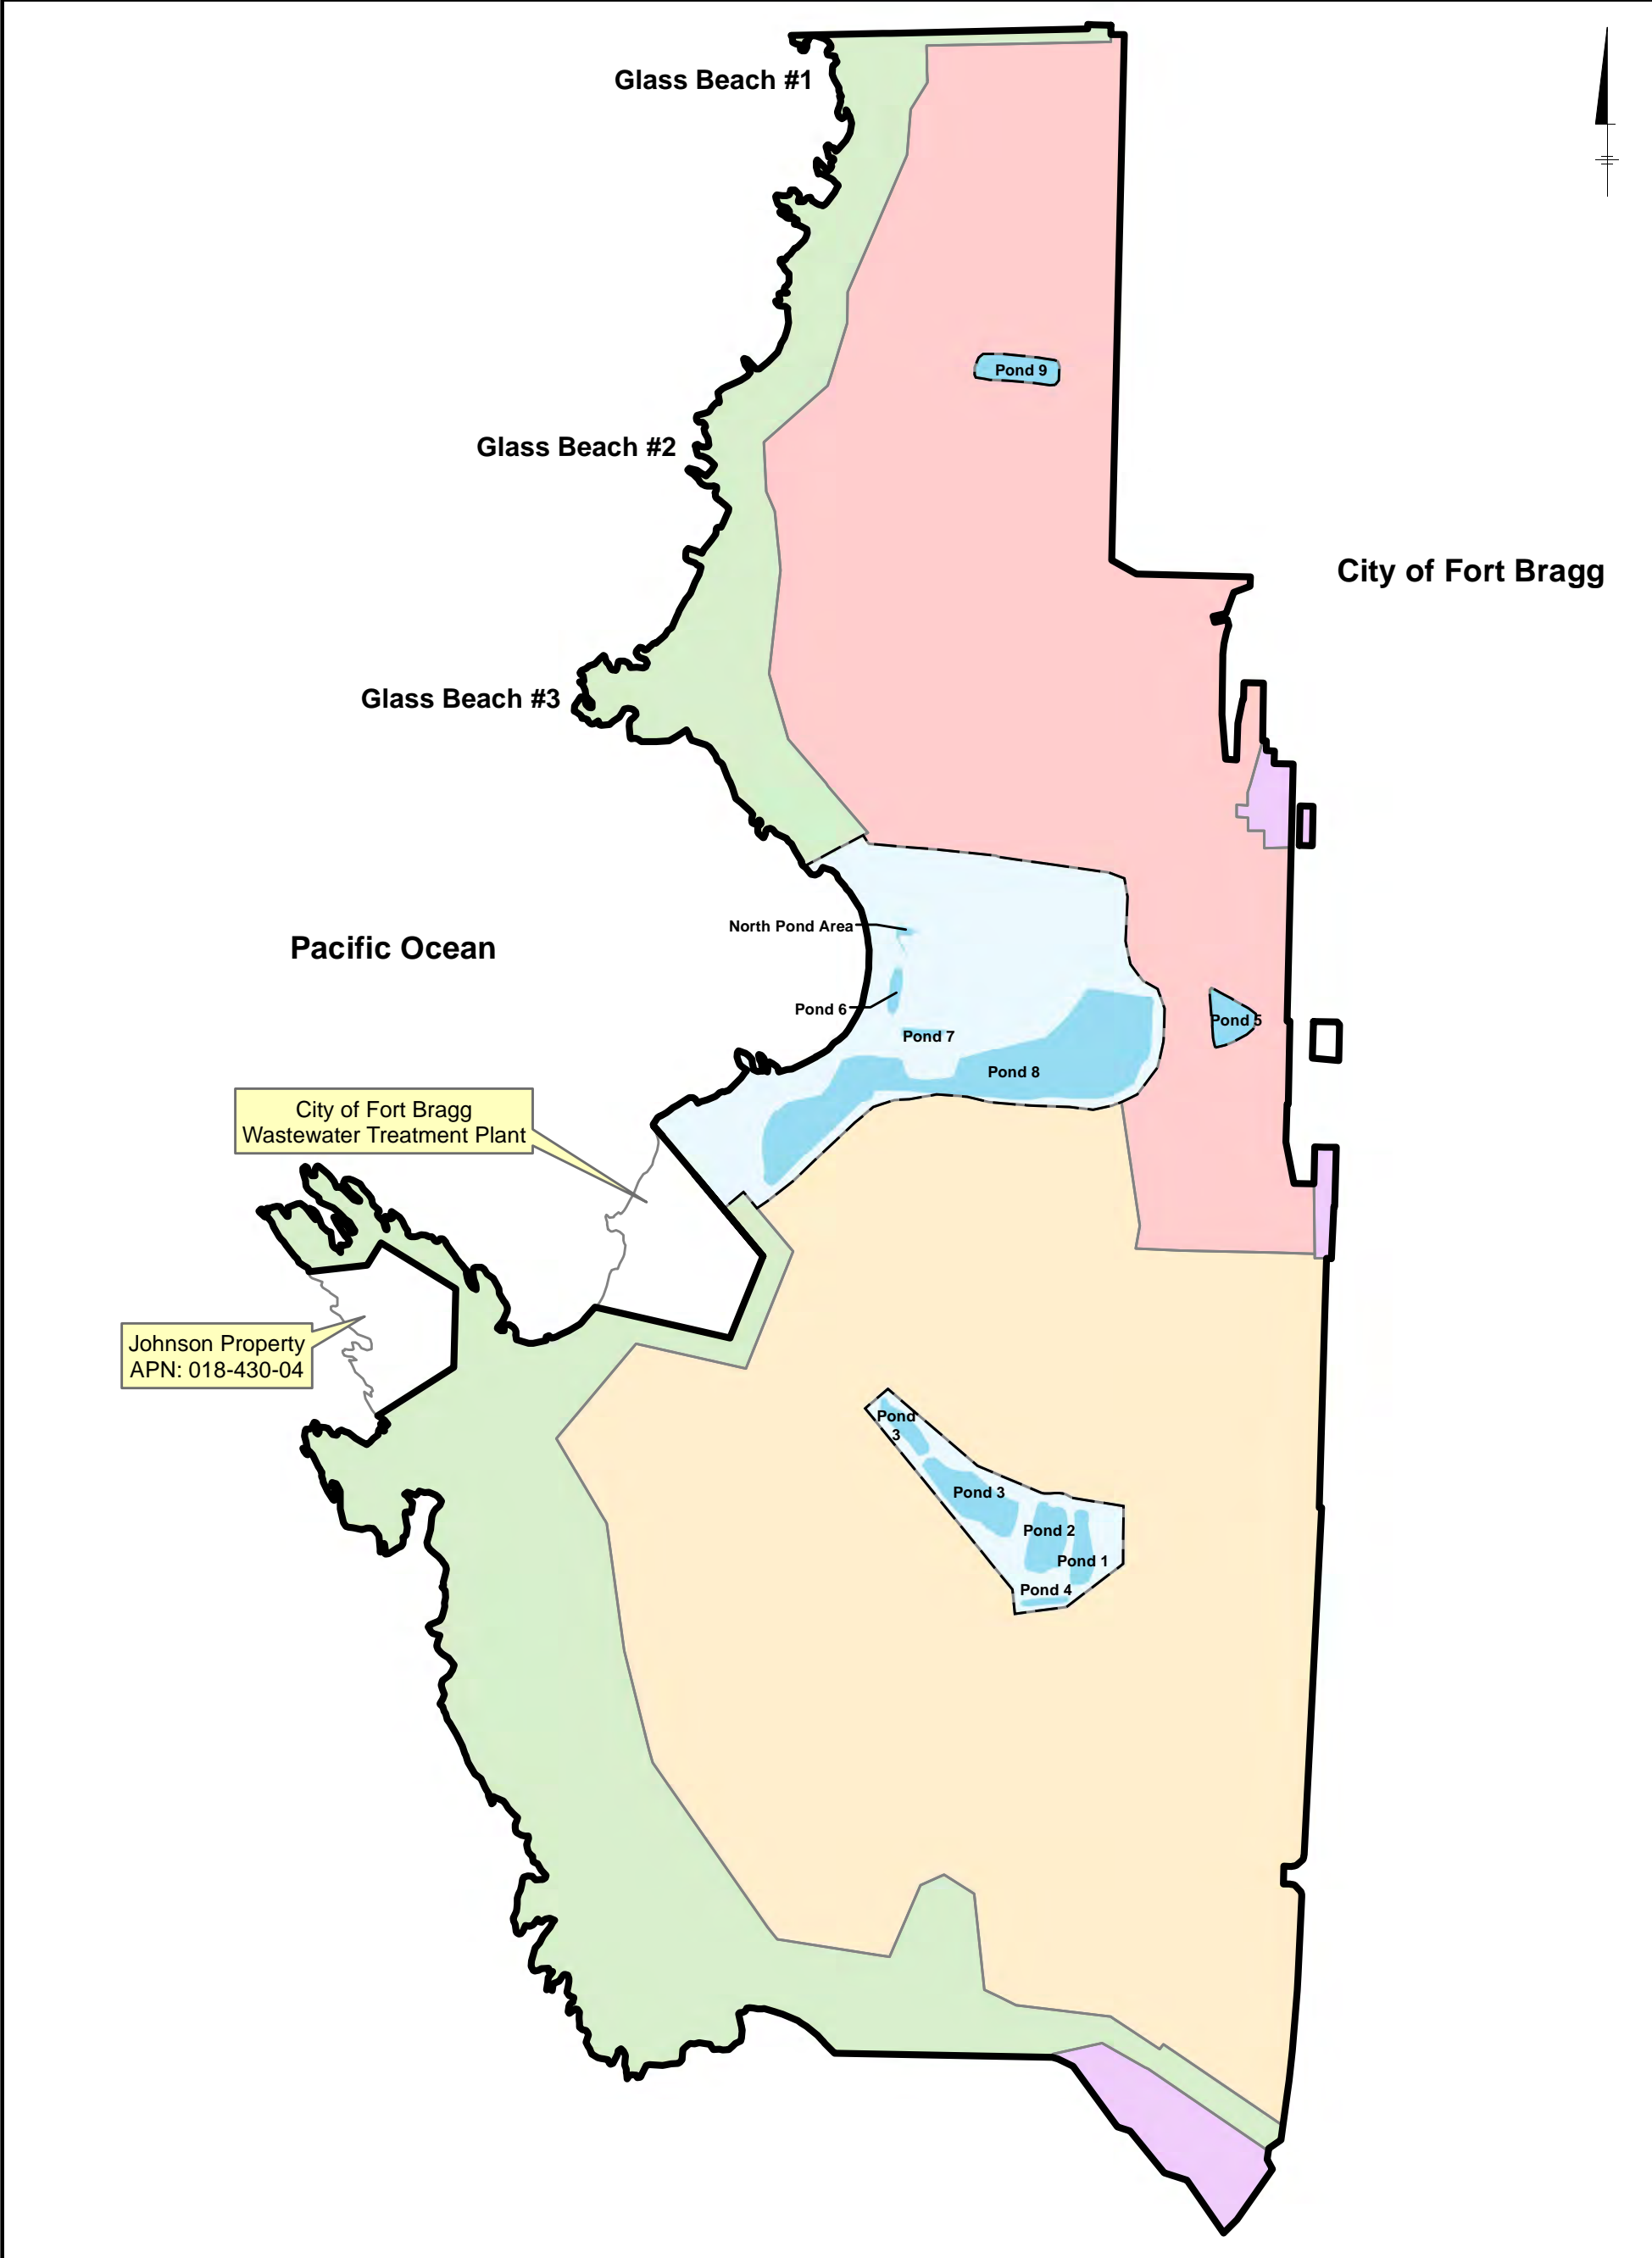 Glass Beach #1
Pond 9
Glass Beach #2
City of Fort Bragg
Glass Beach #3
North Pond Area
Pacific Ocean
Pond 6
Pond 5
Pond 7
Pond 8
City of Fort Bragg
Wastewater Treatment Plant
Johnson Property
APN: 018-430-04
Pond
3
Pond 3
Pond 2
Pond 1
Pond 4